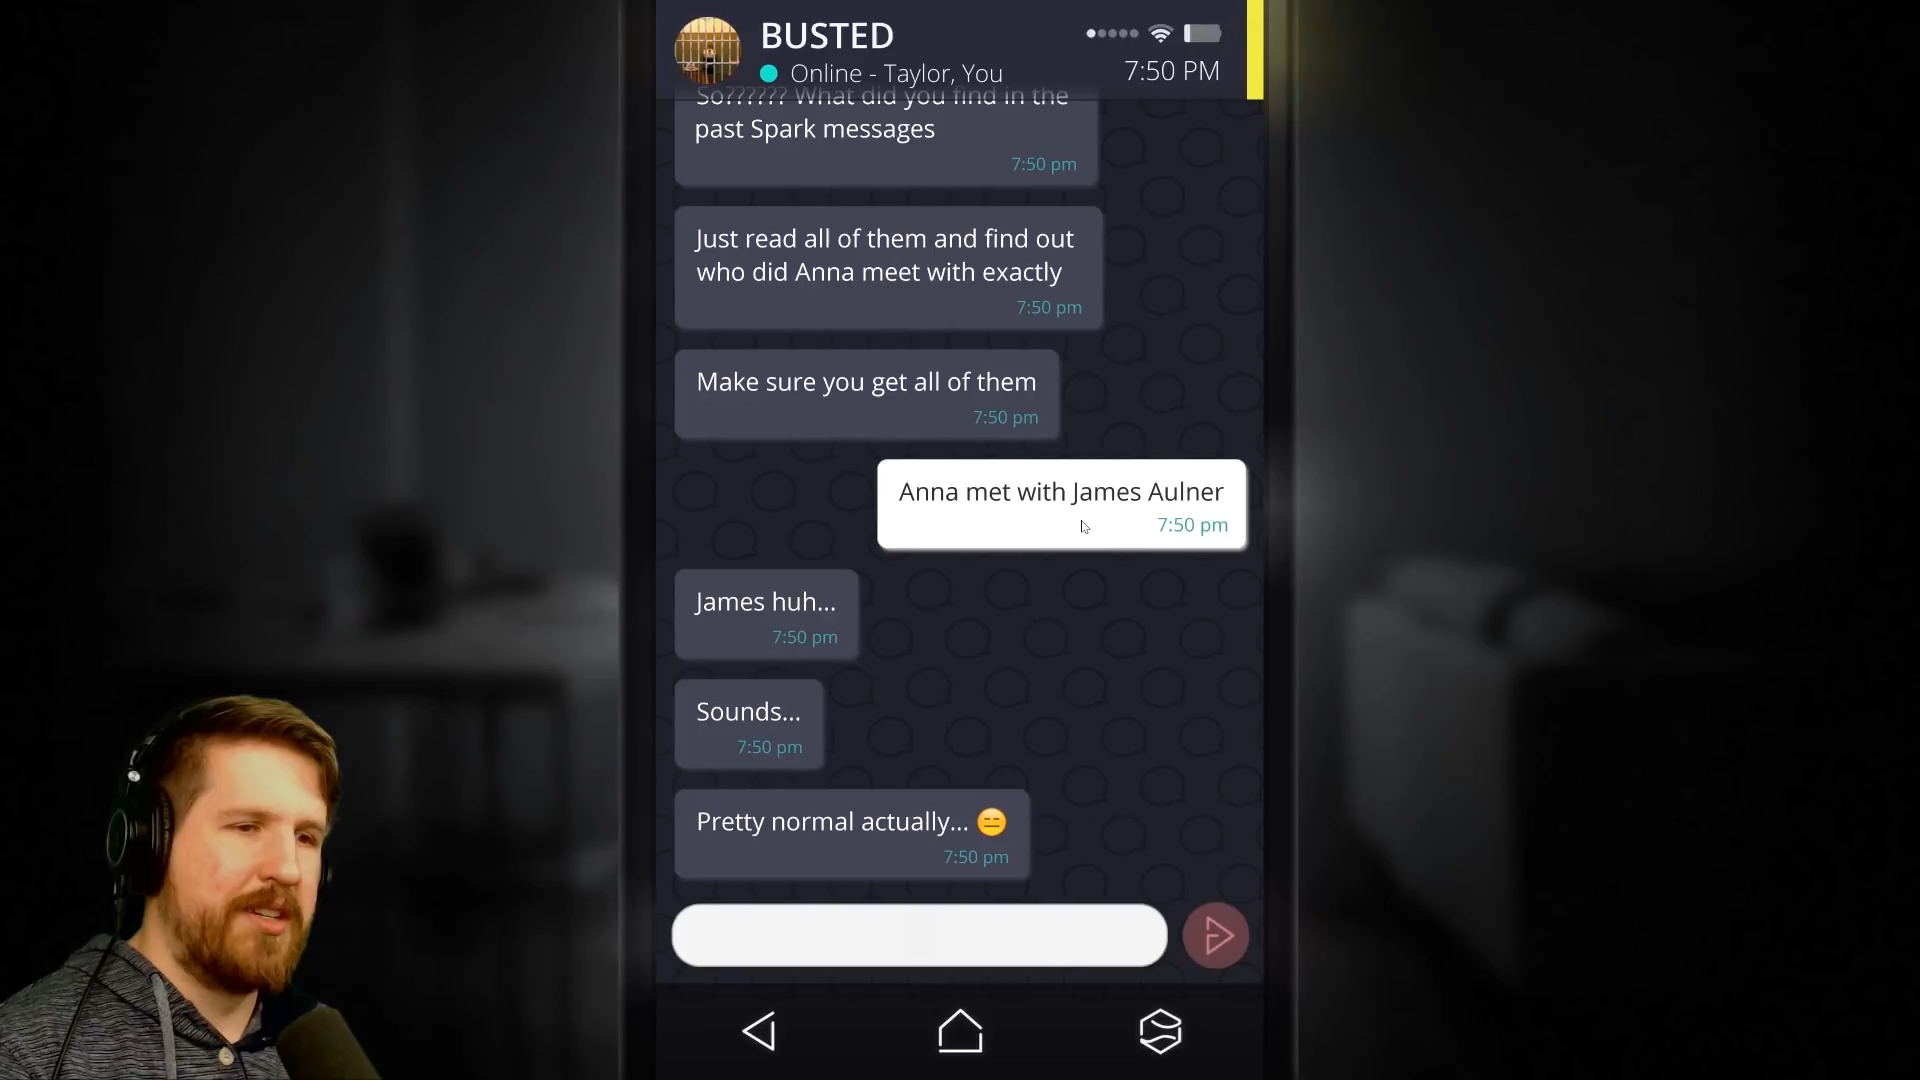 BUSTED
Online - Taylor, You
7:50 PM
So?????? What did you find in the
past Spark messages
7:50 pm
Just read all of them and find out
who did Anna meet with exactly
7:50 pm
Make sure you get all of them
7:50 pm
Anna met with James Aulner
7:50 pm
James huh...
7:50 pm
Sounds...
7:50 pm
Pretty normal actually... 😑
7:50 pm